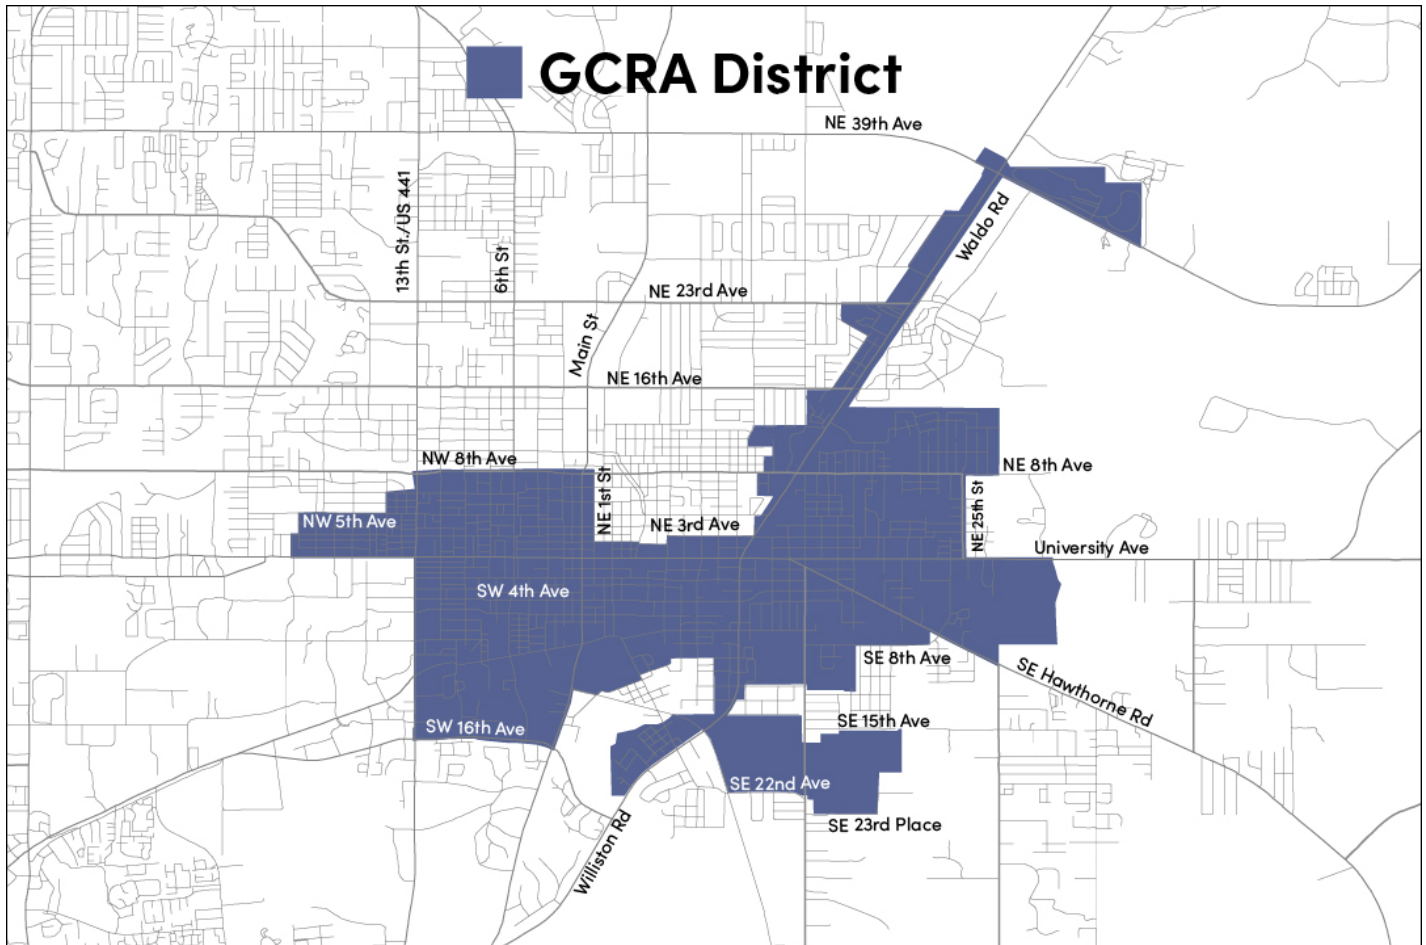 GCRA District
NE 39th Ave
13th St./US 441
6th St
Waldo Rd
NE 23rd Ave
Main St
NE 16th Ave
NW 8th Ave
NE 1st St
NE 8th Ave
NE 25th St
NW 5th Ave
NE 3rd Ave
University Ave
SW 4th Ave
SE 8th Ave
SE Hawthorne Rd
SW 16th Ave
SE 15th Ave
SE 22nd Ave
SE 23rd Place
Williston Rd